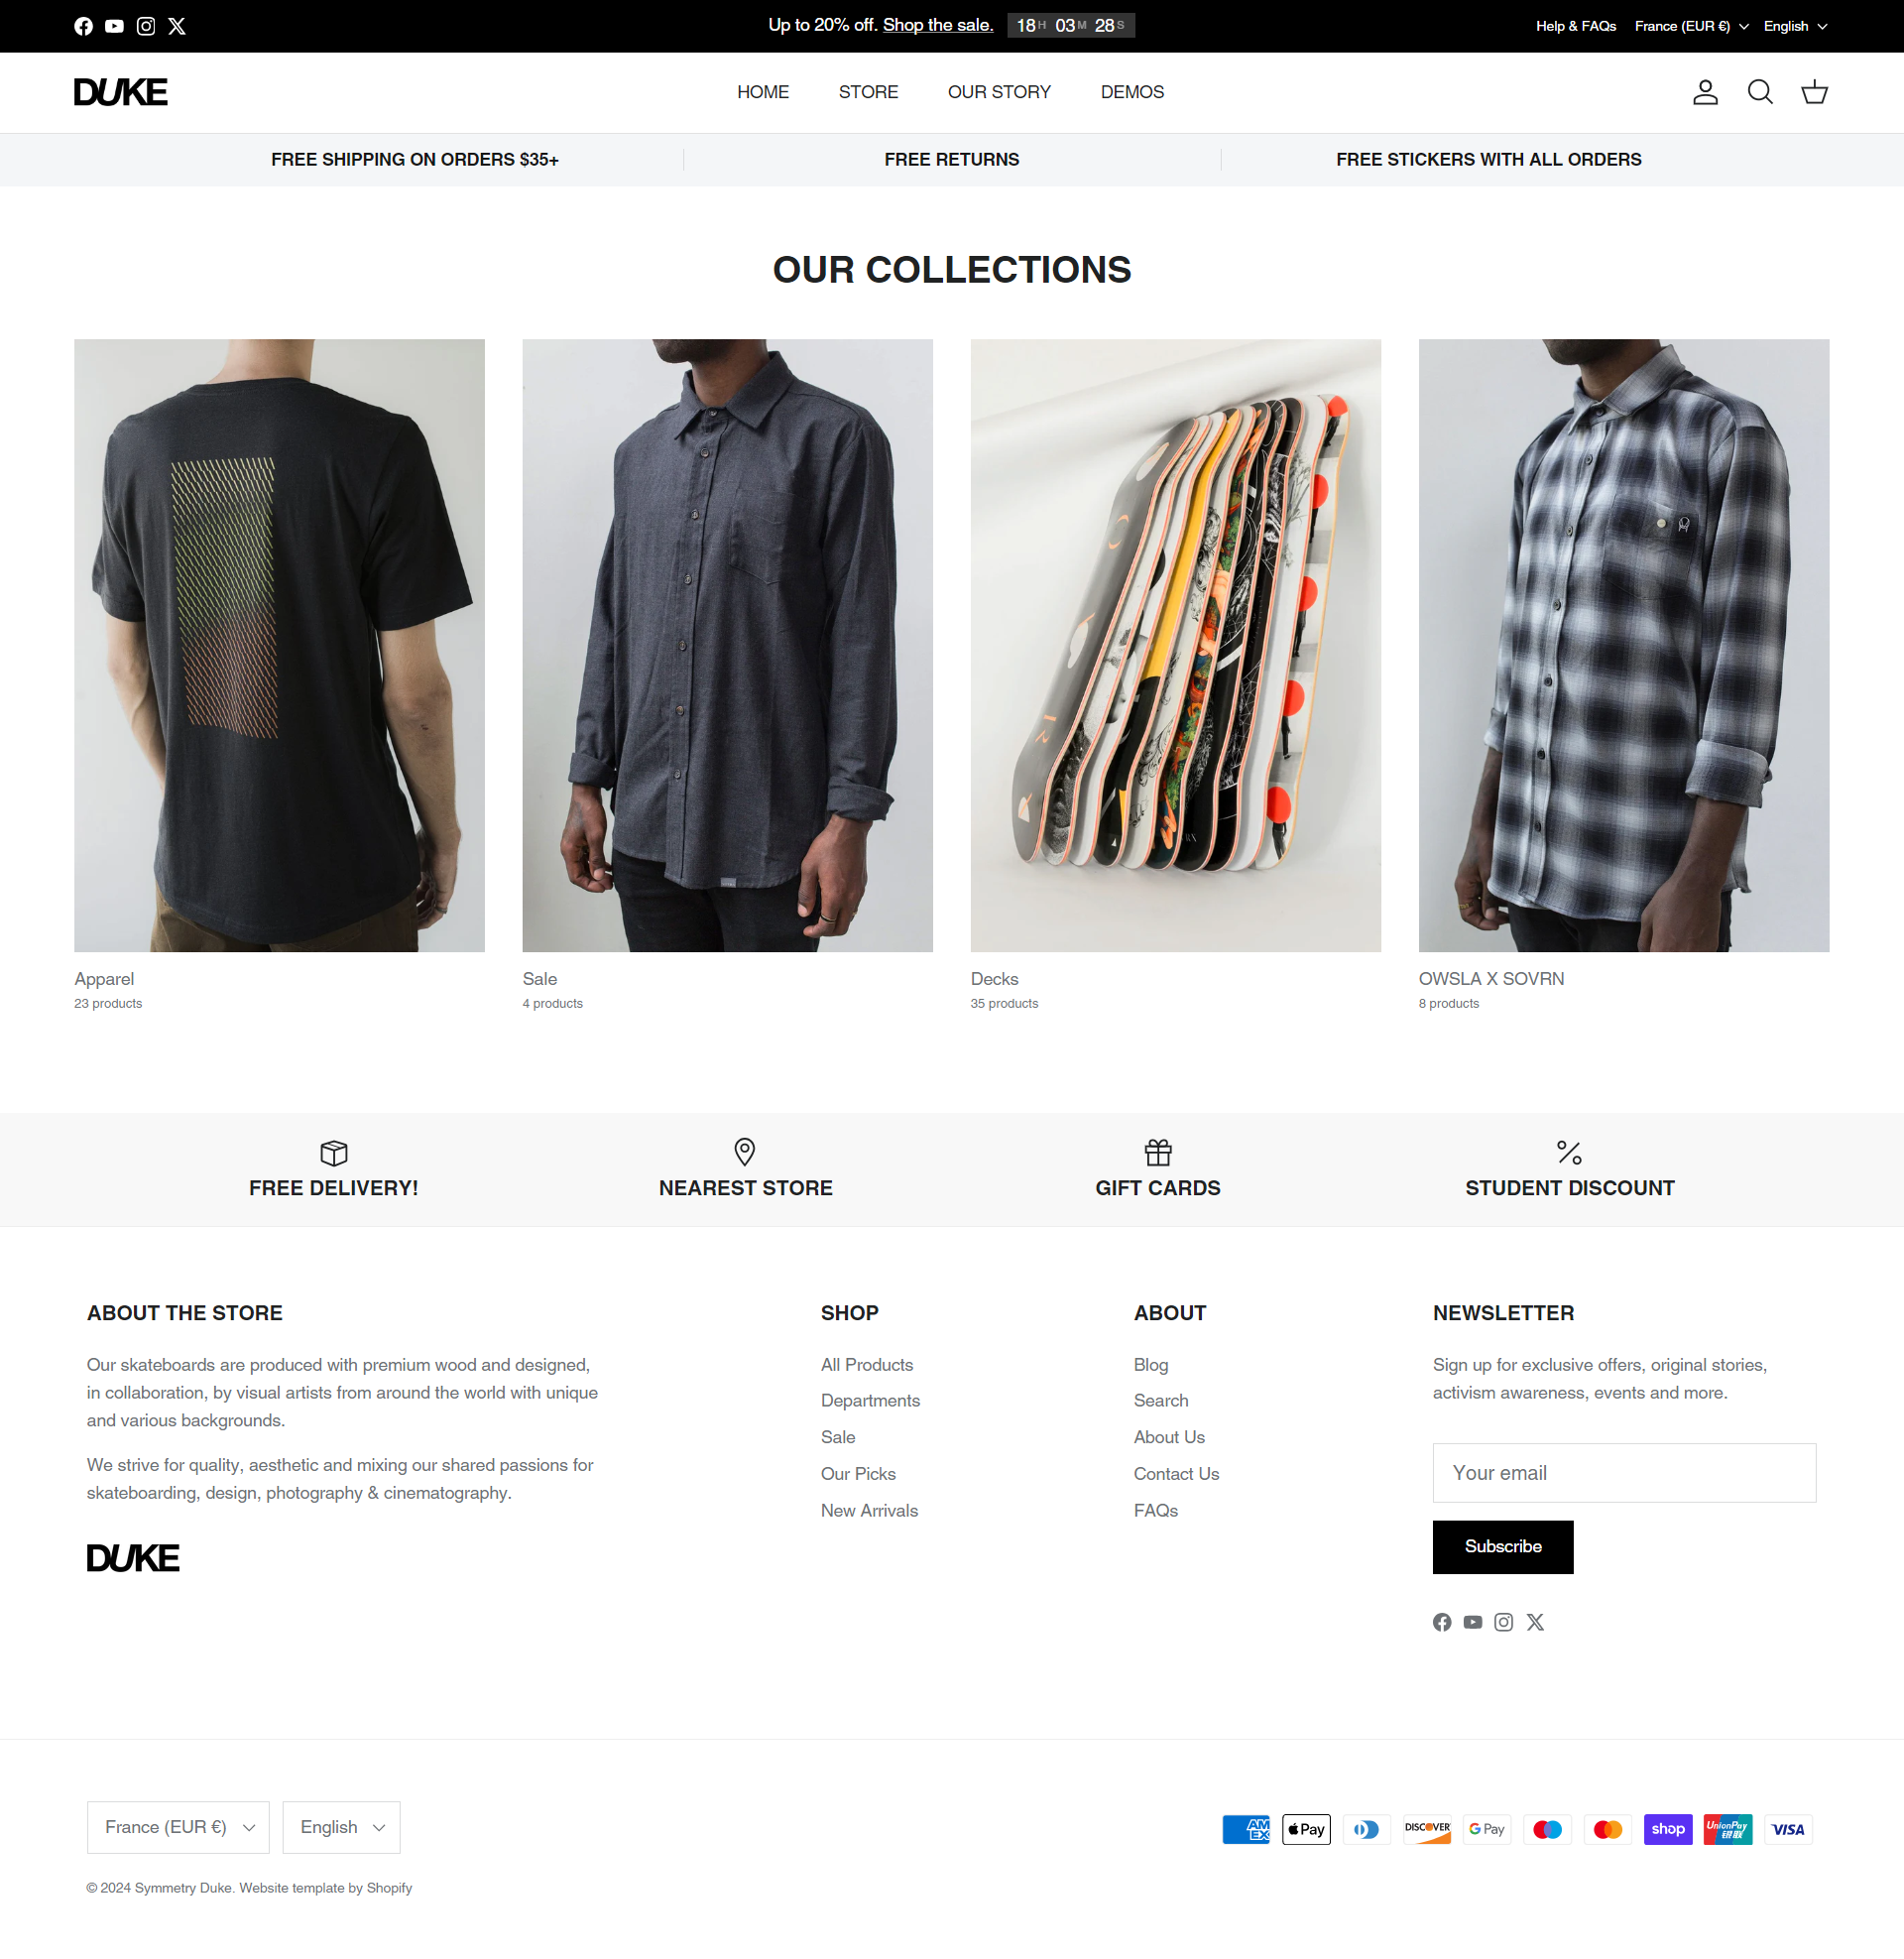 Up to 20% off. Shop the sale. 18H 03M 28S
Help & FAQs France (EUR €) English
DUKE
HOME STORE OUR STORY DEMOS
FREE SHIPPING ON ORDERS $35+ FREE RETURNS FREE STICKERS WITH ALL ORDERS
OUR COLLECTIONS
Apparel
23 products
Sale
4 products
Decks
35 products
OWSLA X SOVRN
8 products
FREE DELIVERY!
NEAREST STORE
GIFT CARDS
STUDENT DISCOUNT
ABOUT THE STORE
Our skateboards are produced with premium wood and designed,
in collaboration, by visual artists from around the world with unique
and various backgrounds.
We strive for quality, aesthetic and mixing our shared passions for
skateboarding, design, photography & cinematography.
DUKE
SHOP
All Products
Departments
Sale
Our Picks
New Arrivals
ABOUT
Blog
Search
About Us
Contact Us
FAQs
NEWSLETTER
Sign up for exclusive offers, original stories,
activism awareness, events and more.
Your email
Subscribe
France (EUR €) English
AM EX Pay DISCOVER G Pay shop UnionPay 银联 VISA
© 2024 Symmetry Duke. Website template by Shopify